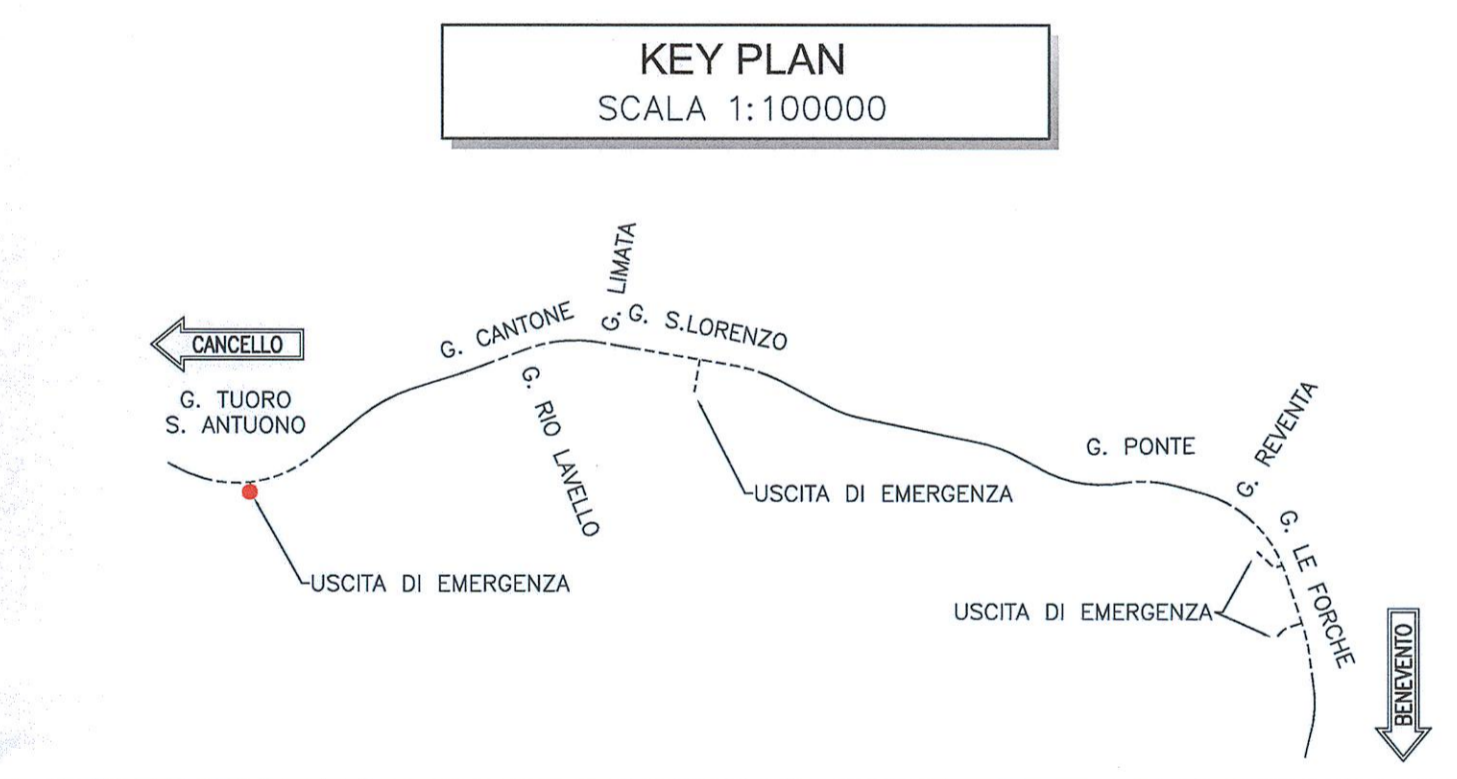 KEY PLAN
SCALA 1:100000
CANCELLO
G. TUORO
S. ANTUONO
G. CANTONE
G. RIO LAVELLO
G. LIMATA
G. S.LORENZO
USCITA DI EMERGENZA
USCITA DI EMERGENZA
G. PONTE
G. REVENTA
G. LE FORCHE
USCITA DI EMERGENZA
BENEVENTO